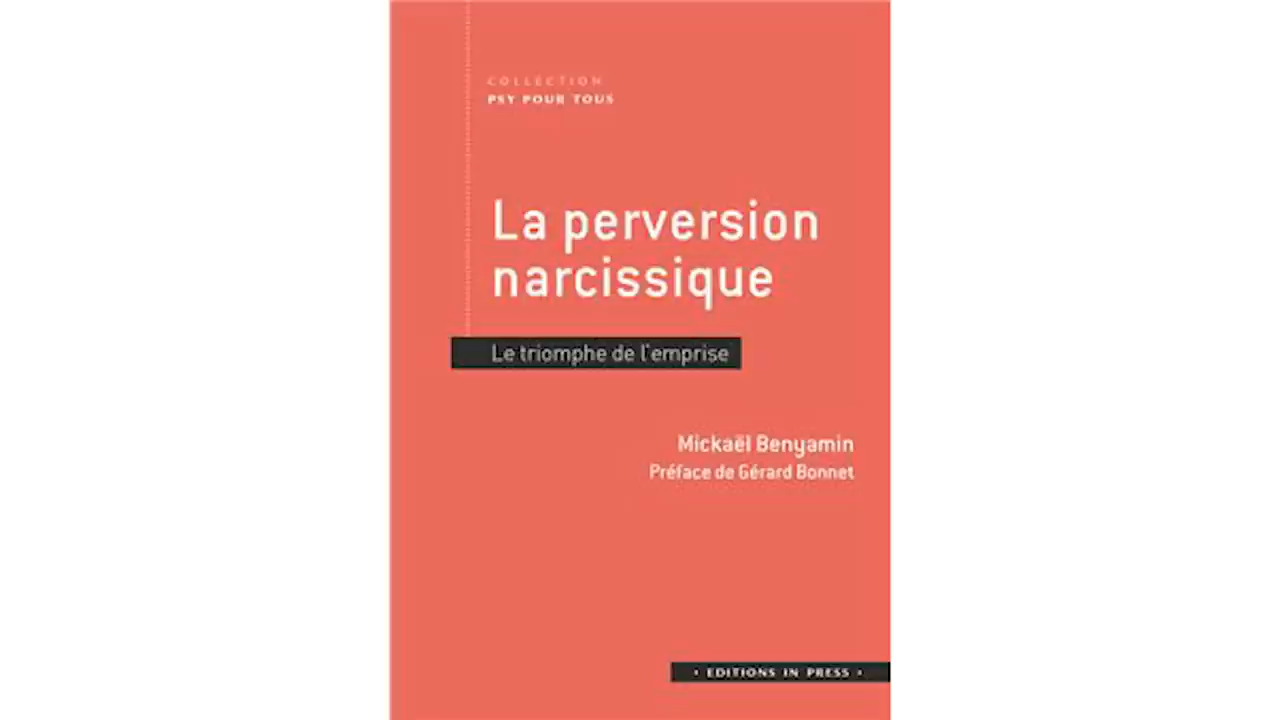 COLLECTION
PSY POUR TOUS
La perversion
narcissique
Le triomphe de l'emprise
Mickaël Benyamin
Préface de Gérard Bonnet
• EDITIONS IN PRESS •